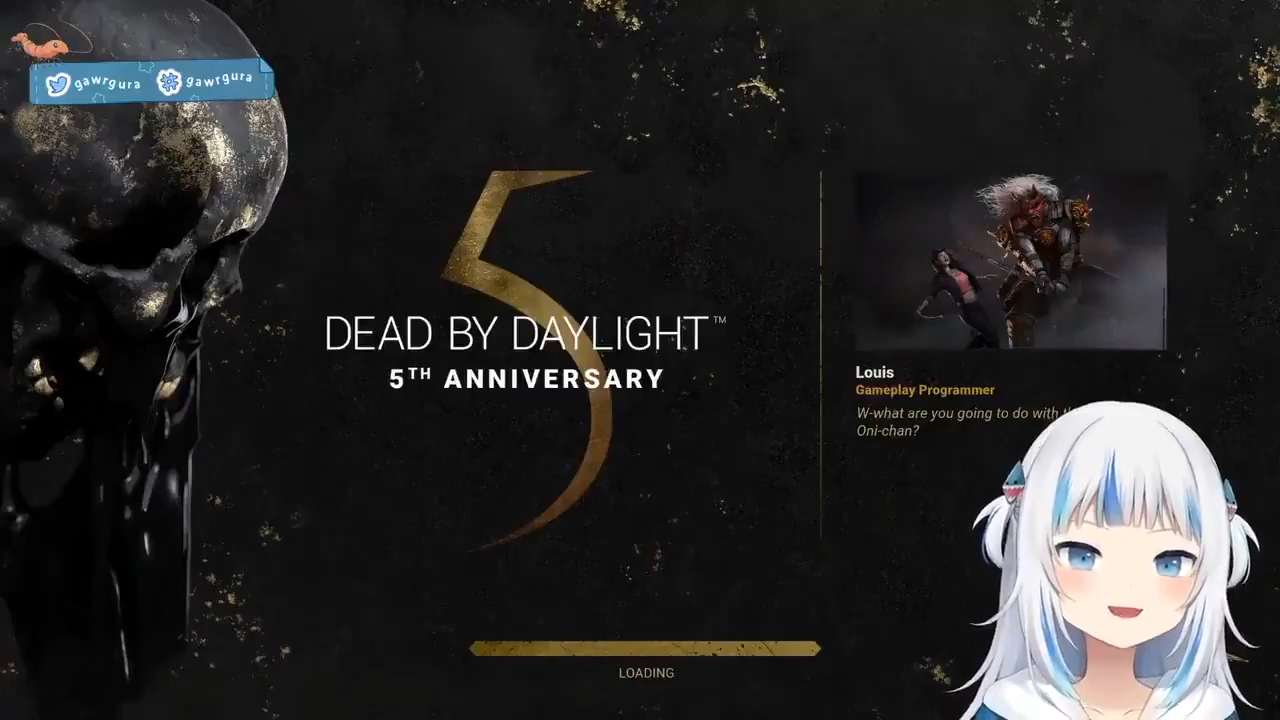 gawrgura gawrgura
DEAD BY DAYLIGHT™
5TH ANNIVERSARY
Louis
Gameplay Programmer
W-what are you going to do with
Oni-chan?
LOADING